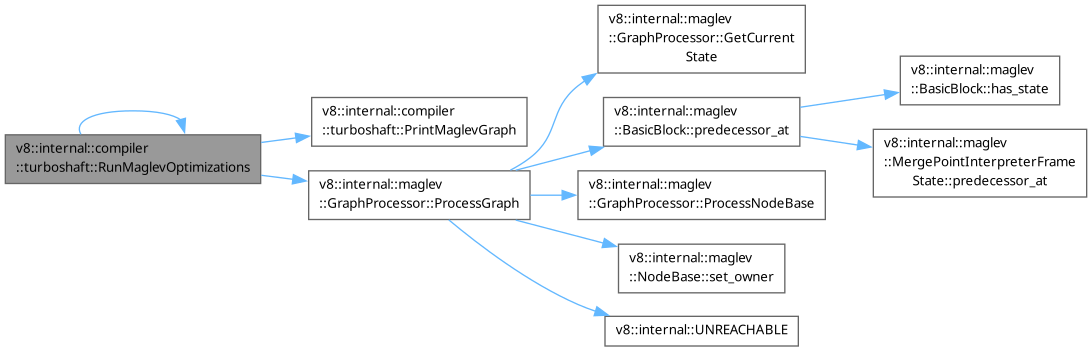 v8::internal::compiler
::turboshaft::RunMaglevOptimizations
v8::internal::compiler
::turboshaft::PrintMaglevGraph
v8::internal::maglev
::GraphProcessor::ProcessGraph
v8::internal::maglev
::GraphProcessor::GetCurrent
State
v8::internal::maglev
::BasicBlock::predecessor_at
v8::internal::maglev
::BasicBlock::has_state
v8::internal::maglev
::MergePointInterpreterFrame
State::predecessor_at
v8::internal::maglev
::GraphProcessor::ProcessNodeBase
v8::internal::maglev
::NodeBase::set_owner
v8::internal::UNREACHABLE